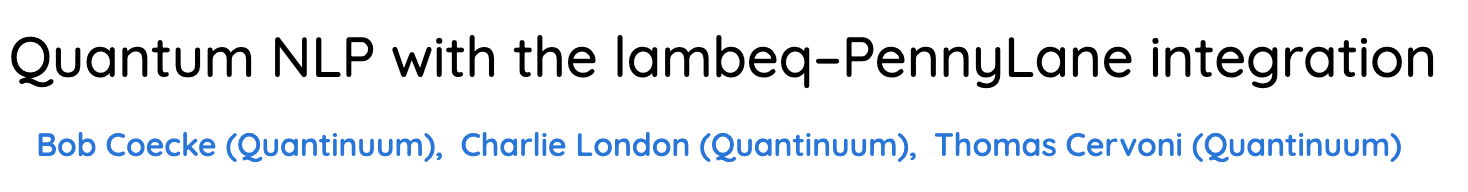 Quantum NLP with the lambeq–PennyLane integration
Bob Coecke (Quantinuum), Charlie London (Quantinuum), Thomas Cervoni (Quantinuum)